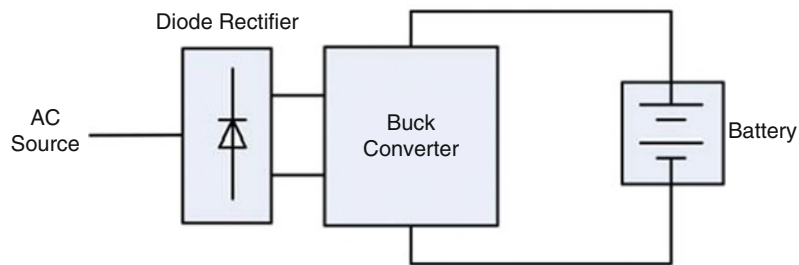 Diode Rectifier
AC
Source
Buck
Converter
Battery